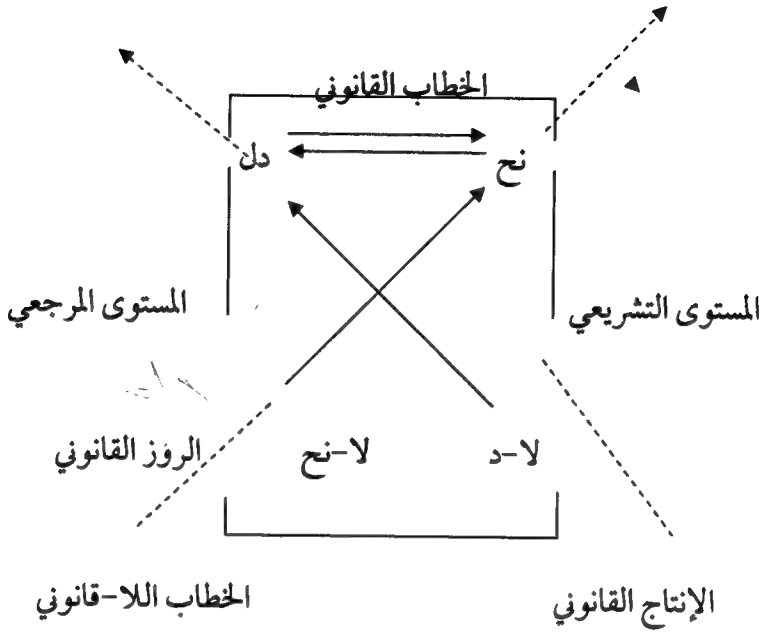 الخطاب القانوني
نح
دل
المستوى التشريعي
المستوى المرجعي
لا-د
لا-نح
الروز القانوني
الإنتاج القانوني
الخطاب اللا-قانوني